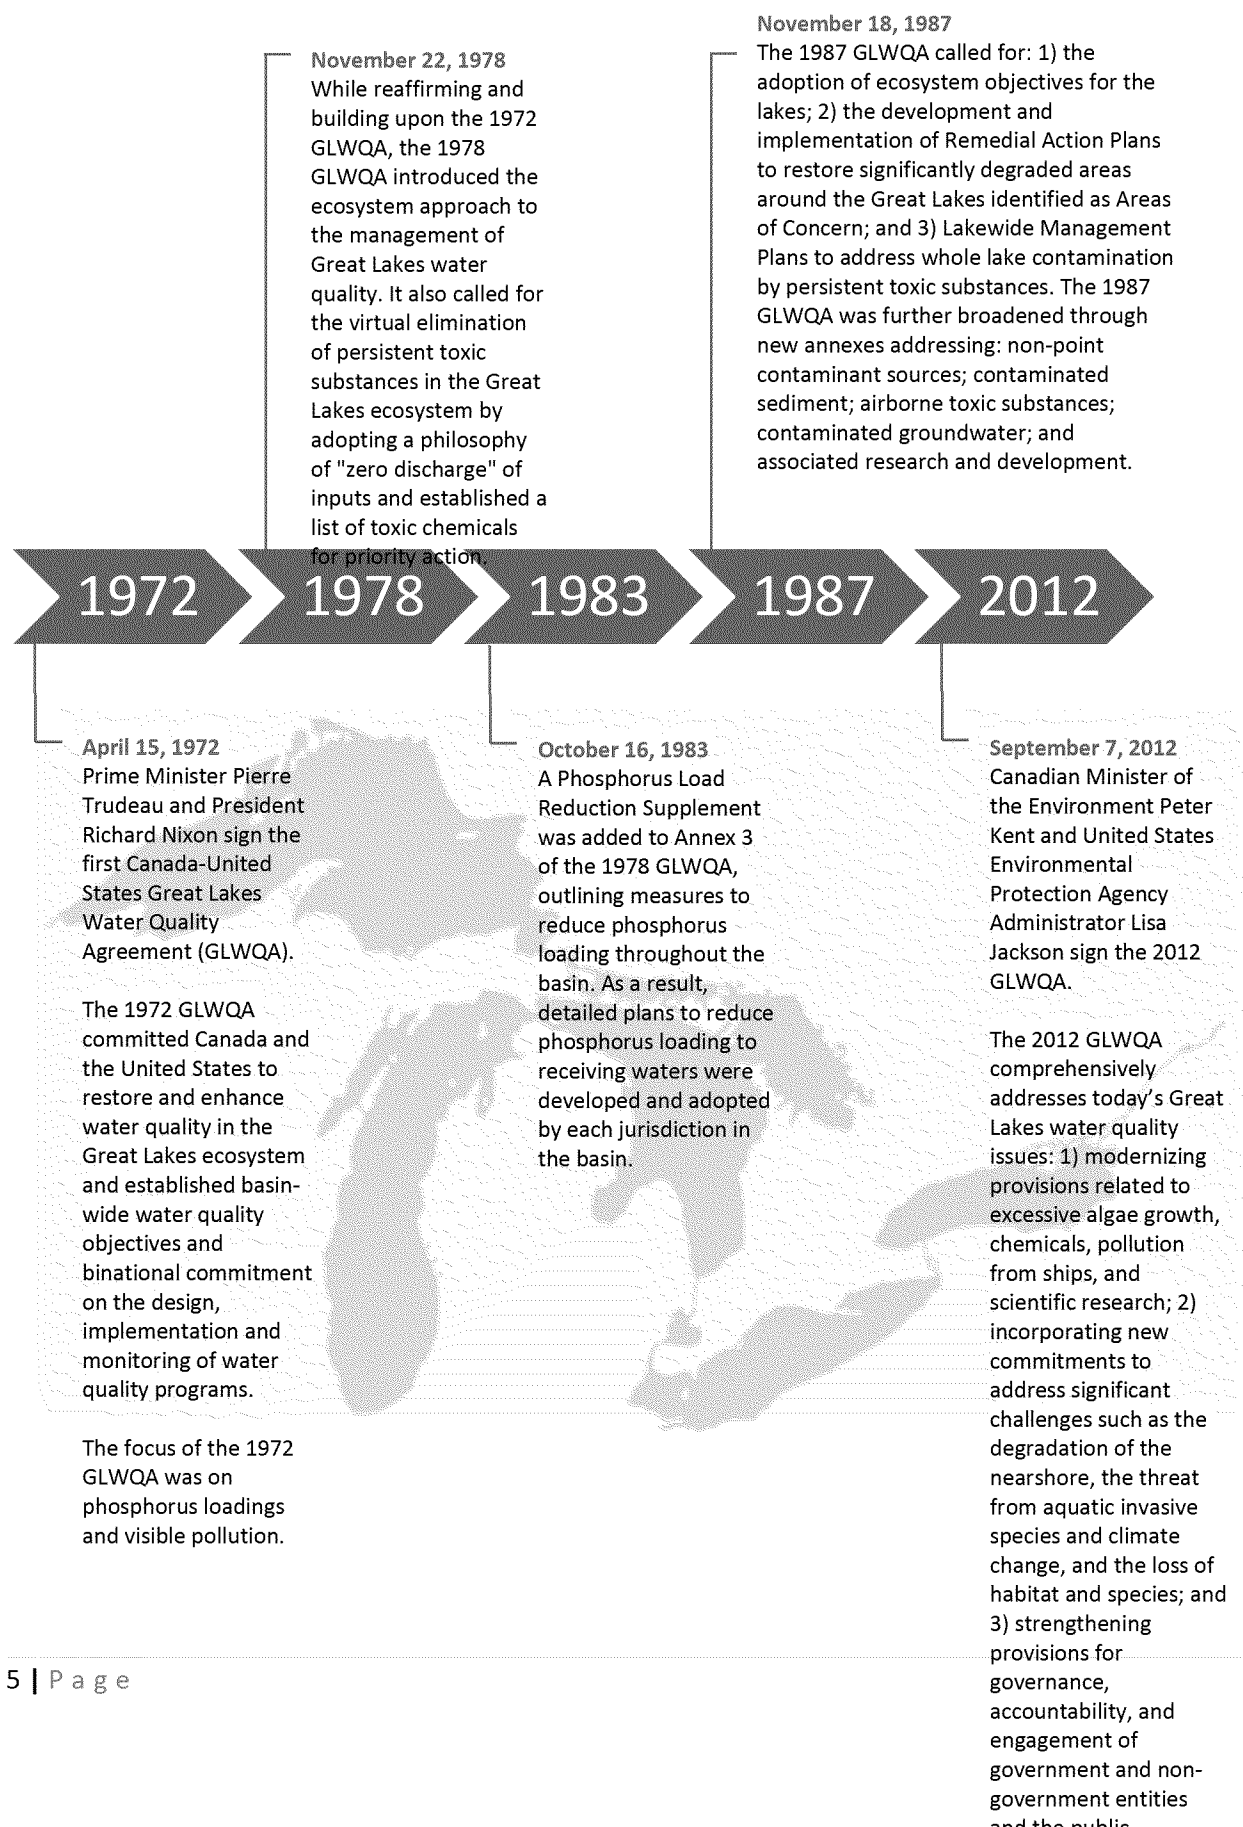 November 18, 1987
The 1987 GLWQA called for: 1) the
adoption of ecosystem objectives for the
lakes; 2) the development and
implementation of Remedial Action Plans
to restore significantly degraded areas
around the Great Lakes identified as Areas
of Concern; and 3) Lakewide Management
Plans to address whole lake contamination
by persistent toxic substances. The 1987
GLWQA was further broadened through
new annexes addressing: non-point
contaminant sources; contaminated
sediment; airborne toxic substances;
contaminated groundwater; and
associated research and development.
November 22, 1978
While reaffirming and
building upon the 1972
GLWQA, the 1978
GLWQA introduced the
ecosystem approach to
the management of
Great Lakes water
quality. It also called for
the virtual elimination
of persistent toxic
substances in the Great
Lakes ecosystem by
adopting a philosophy
of "zero discharge" of
inputs and established a
list of toxic chemicals
for priority action.
1972
1978
1983
1987
2012
April 15, 1972
Prime Minister Pierre
Trudeau and President
Richard Nixon sign the
first Canada-United
States Great Lakes
Water Quality
Agreement (GLWQA).
The 1972 GLWQA
committed Canada and
the United States to
restore and enhance
water quality in the
Great Lakes ecosystem
and established basin-
wide water quality
objectives and
binational commitment
on the design,
implementation and
monitoring of water
quality programs.
The focus of the 1972
GLWQA was on
phosphorus loadings
and visible pollution.
October 16, 1983
A Phosphorus Load
Reduction Supplement
was added to Annex 3
of the 1978 GLWQA,
outlining measures to
reduce phosphorus
loading throughout the
basin. As a result,
detailed plans to reduce
phosphorus loading to
receiving waters were
developed and adopted
by each jurisdiction in
the basin.
September 7, 2012
Canadian Minister of
the Environment Peter
Kent and United States
Environmental
Protection Agency
Administrator Lisa
Jackson sign the 2012
GLWQA.
The 2012 GLWQA
comprehensively
addresses today's Great
Lakes water quality
issues: 1) modernizing
provisions related to
excessive algae growth,
chemicals, pollution
from ships, and
scientific research; 2)
incorporating new
commitments to
address significant
challenges such as the
degradation of the
nearshore, the threat
from aquatic invasive
species and climate
change, and the loss of
habitat and species; and
3) strengthening
provisions for
governance,
accountability, and
engagement of
government and non-
government entities
and the public
5 | Page